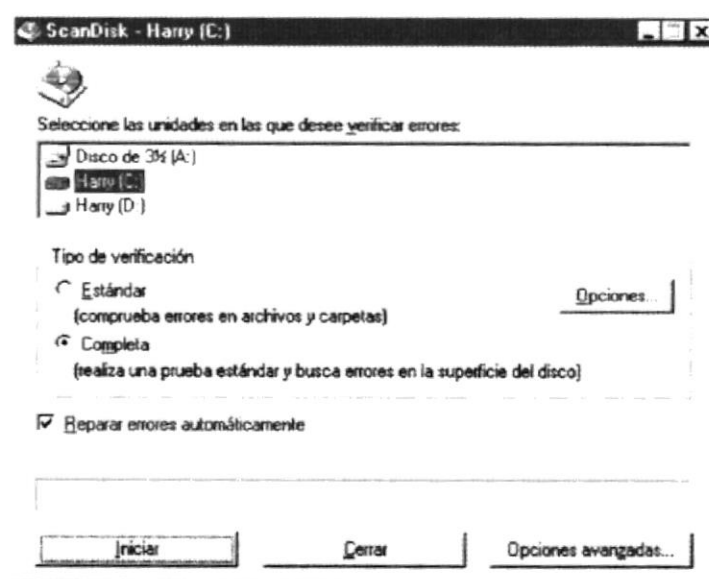 ScanDisk - Harry (C:)
Seleccione las unidades en las que desee verificar errores:
Disco de 3½ (A:)
Harry (C:)
Harry (D:)
Tipo de verificación
Estándar
(comprueba errores en archivos y carpetas)
Opciones...
Completa
(realiza una prueba estándar y busca errores en la superficie del disco)
Reparar errores automáticamente
Iniciar
Cerrar
Opciones avanzadas...